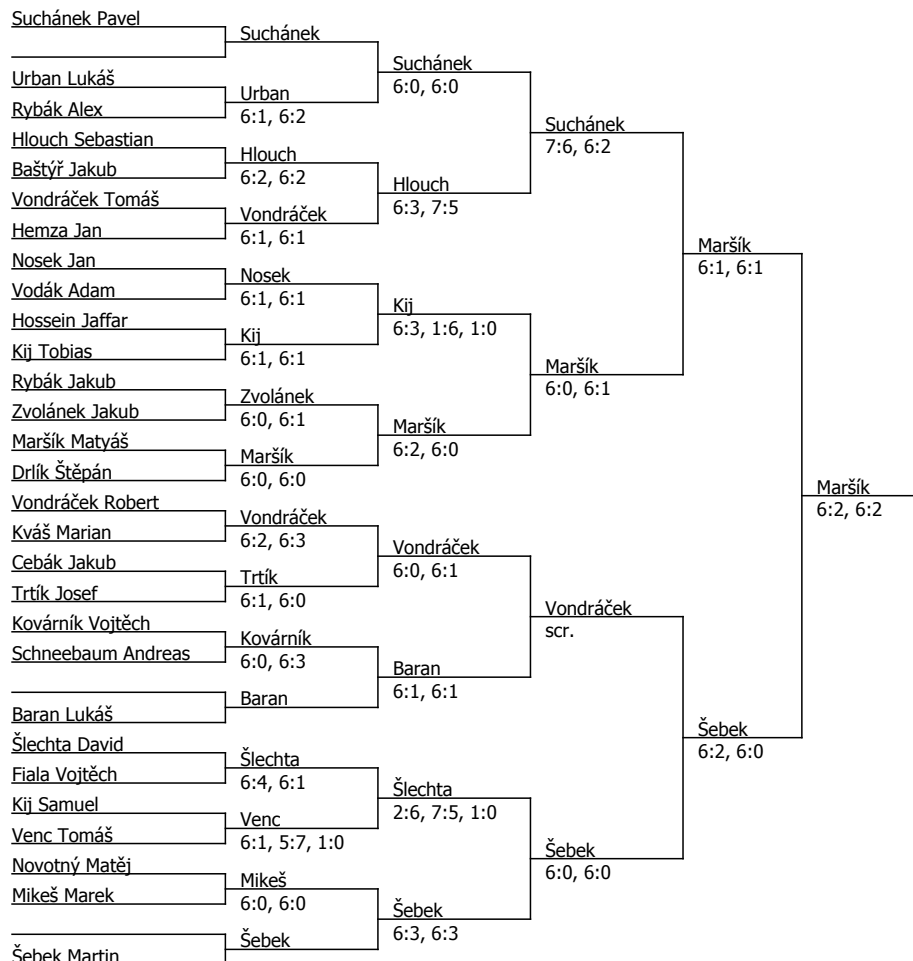 Suchánek Pavel
Suchánek
Suchánek
6:0, 6:0
Urban Lukáš
Urban
6:1, 6:2
Rybák Alex
Suchánek
7:6, 6:2
Hlouch Sebastian
Hlouch
6:2, 6:2
Baštýř Jakub
Hlouch
6:3, 7:5
Vondráček Tomáš
Vondráček
6:1, 6:1
Hemza Jan
Maršík
6:1, 6:1
Nosek Jan
Nosek
6:1, 6:1
Vodák Adam
Kij
6:3, 1:6, 1:0
Hossein Jaffar
Kij
6:1, 6:1
Kij Tobias
Maršík
6:0, 6:1
Rybák Jakub
Zvolánek
6:0, 6:1
Zvolánek Jakub
Maršík
6:2, 6:0
Maršík Matyáš
Maršík
6:0, 6:0
Drlík Štěpán
Maršík
6:2, 6:2
Vondráček Robert
Vondráček
6:2, 6:3
Kváš Marian
Vondráček
6:0, 6:1
Cebák Jakub
Trtík
6:1, 6:0
Trtík Josef
Vondráček
scr.
Kovárník Vojtěch
Kovárník
6:0, 6:3
Schneebaum Andreas
Baran
6:1, 6:1
Baran
Baran Lukáš
Šebek
6:2, 6:0
Šlechta David
Šlechta
6:4, 6:1
Fiala Vojtěch
Šlechta
2:6, 7:5, 1:0
Kij Samuel
Venc
6:1, 5:7, 1:0
Venc Tomáš
Šebek
6:0, 6:0
Novotný Matěj
Mikeš
6:0, 6:0
Mikeš Marek
Šebek
6:3, 6:3
Šebek
Šebek Martin